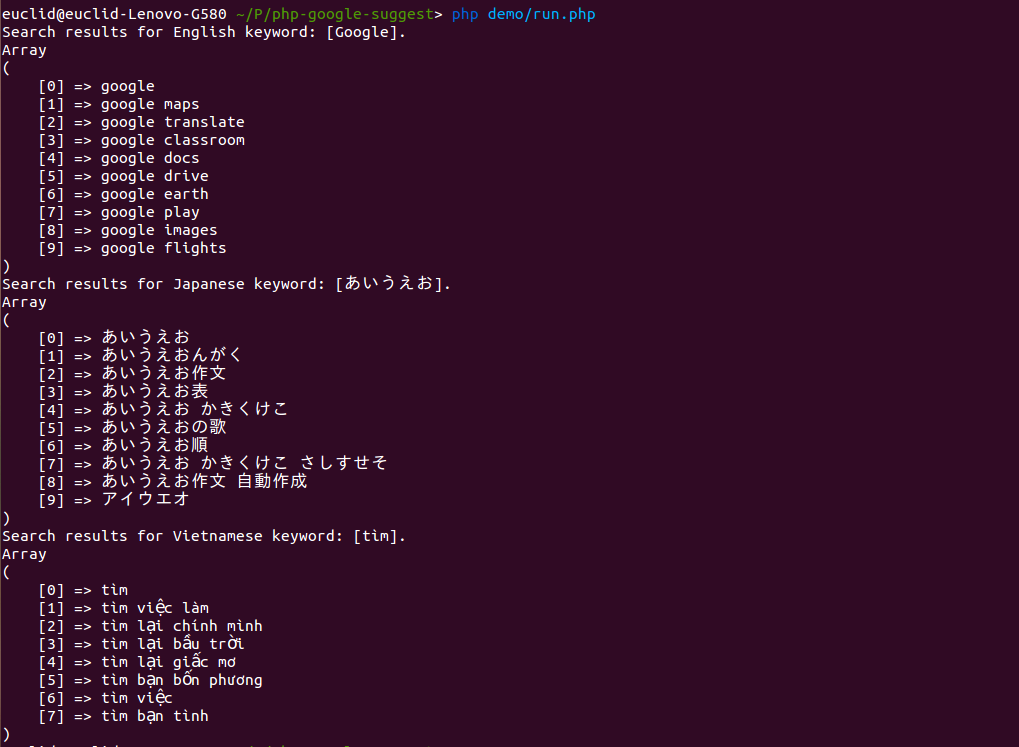 euclid@euclid-Lenovo-G580 ~/P/php-google-suggest> php demo/run.php
Search results for English keyword: [Google].
Array
(
    [0] => google
    [1] => google maps
    [2] => google translate
    [3] => google classroom
    [4] => google docs
    [5] => google drive
    [6] => google earth
    [7] => google play
    [8] => google images
    [9] => google flights
)
Search results for Japanese keyword: [あいうえお].
Array
(
    [0] => あいうえお
    [1] => あいうえおんがく
    [2] => あいうえお作文
    [3] => あいうえお表
    [4] => あいうえお かきくけこ
    [5] => あいうえおの歌
    [6] => あいうえお順
    [7] => あいうえお かきくけこ さしすせそ
    [8] => あいうえお作文 自動作成
    [9] => アイウエオ
)
Search results for Vietnamese keyword: [tìm].
Array
(
    [0] => tìm
    [1] => tìm việc làm
    [2] => tìm lại chính mình
    [3] => tìm lại bầu trời
    [4] => tìm lại giấc mơ
    [5] => tìm bạn bốn phương
    [6] => tìm việc
    [7] => tìm bạn tình
)